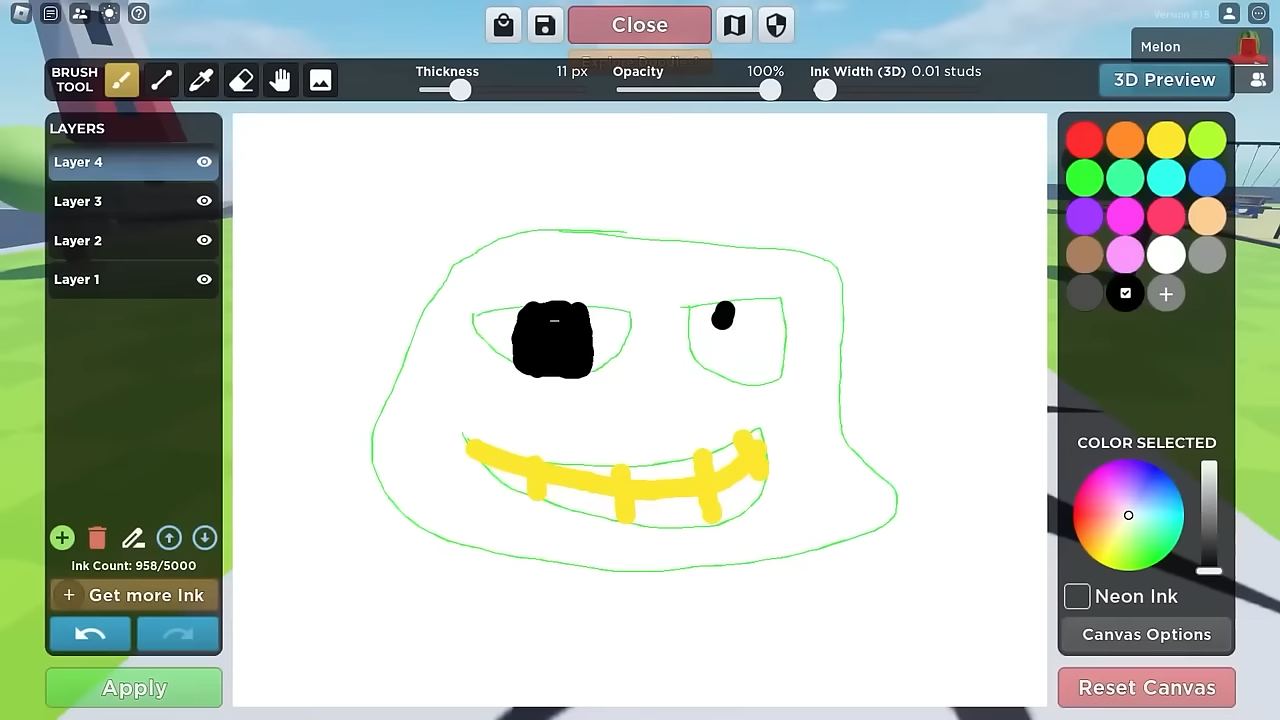 Close
Version 818
Melon
BRUSH TOOL
Thickness 11 px
Opacity 100%
Ink Width (3D) 0.01 studs
3D Preview
LAYERS
Layer 4
Layer 3
Layer 2
Layer 1
Ink Count: 958/5000
+ Get more Ink
Apply
COLOR SELECTED
Neon Ink
Canvas Options
Reset Canvas